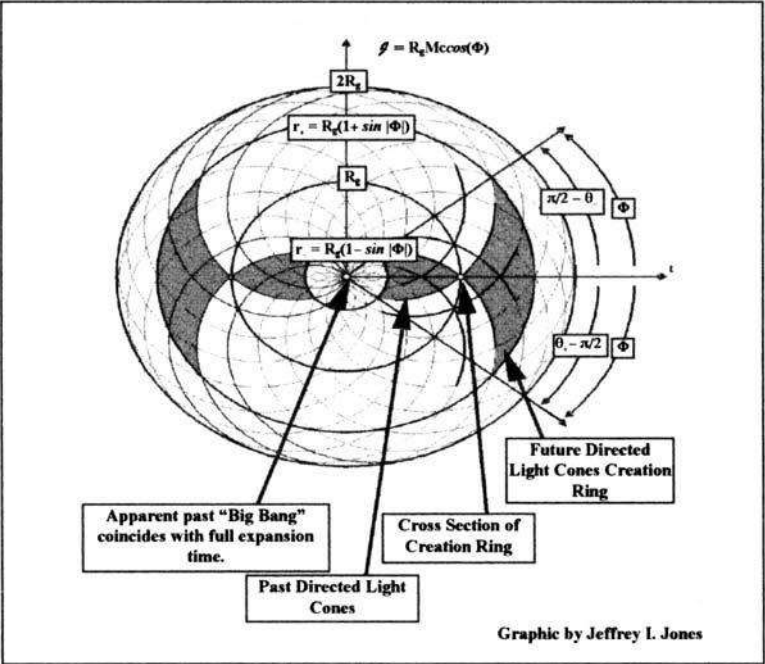 𝒥 = R_gMccos(Φ)
2R_g
r₊ = R_g(1+ sin |Φ|)
R_g
π/2 − θ₋
Φ
r₋ = R_g(1− sin |Φ|)
t
θ₊ − π/2
Φ
Future Directed
Light Cones Creation
Ring
Apparent past “Big Bang”
coincides with full expansion
time.
Cross Section of
Creation Ring
Past Directed Light
Cones
Graphic by Jeffrey I. Jones